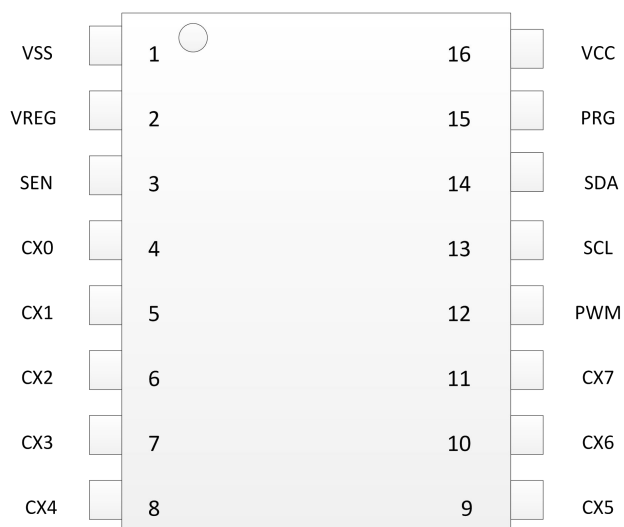 VSS 1 16 VCC
VREG 2 15 PRG
SEN 3 14 SDA
CX0 4 13 SCL
CX1 5 12 PWM
CX2 6 11 CX7
CX3 7 10 CX6
CX4 8 9 CX5